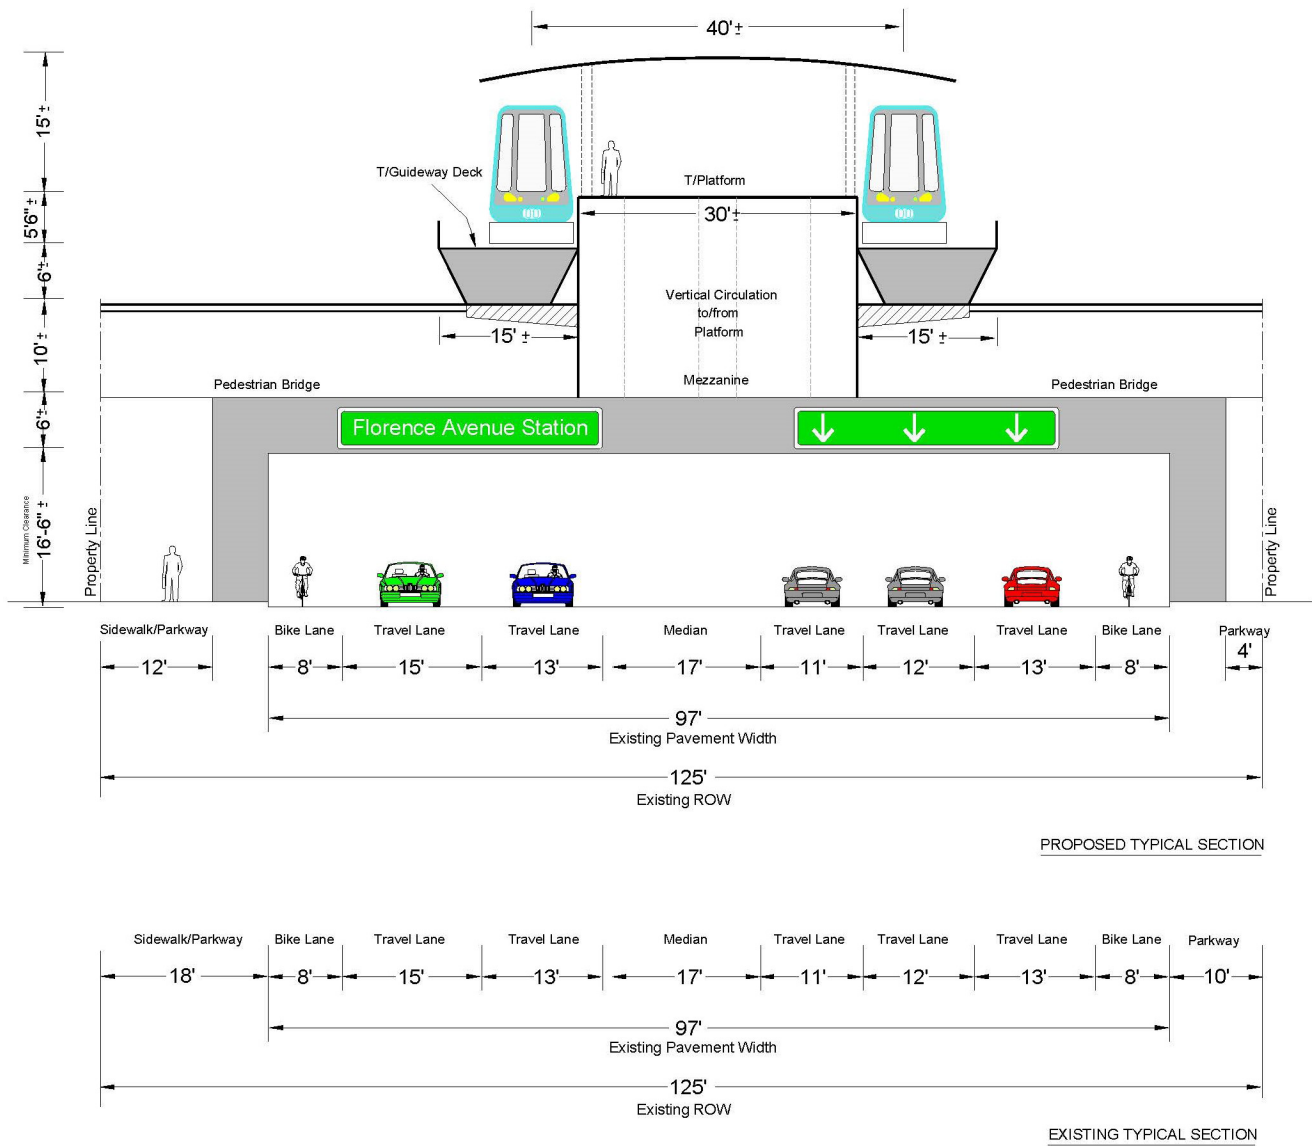 40'±
15'±
T/Guideway Deck
T/Platform
5'6"±
30'±
6'±
Vertical Circulation
to/from
Platform
15' ±
15' ±
10' ±
Pedestrian Bridge
Mezzanine
Pedestrian Bridge
6'±
Florence Avenue Station
Minimum Clearance
16'-6" ±
Property Line
Property Line
Sidewalk/Parkway Bike Lane Travel Lane Travel Lane Median Travel Lane Travel Lane Travel Lane Bike Lane Parkway
12' 8' 15' 13' 17' 11' 12' 13' 8' 4'
97'
Existing Pavement Width
125'
Existing ROW
PROPOSED TYPICAL SECTION
Sidewalk/Parkway Bike Lane Travel Lane Travel Lane Median Travel Lane Travel Lane Travel Lane Bike Lane Parkway
18' 8' 15' 13' 17' 11' 12' 13' 8' 10'
97'
Existing Pavement Width
125'
Existing ROW
EXISTING TYPICAL SECTION